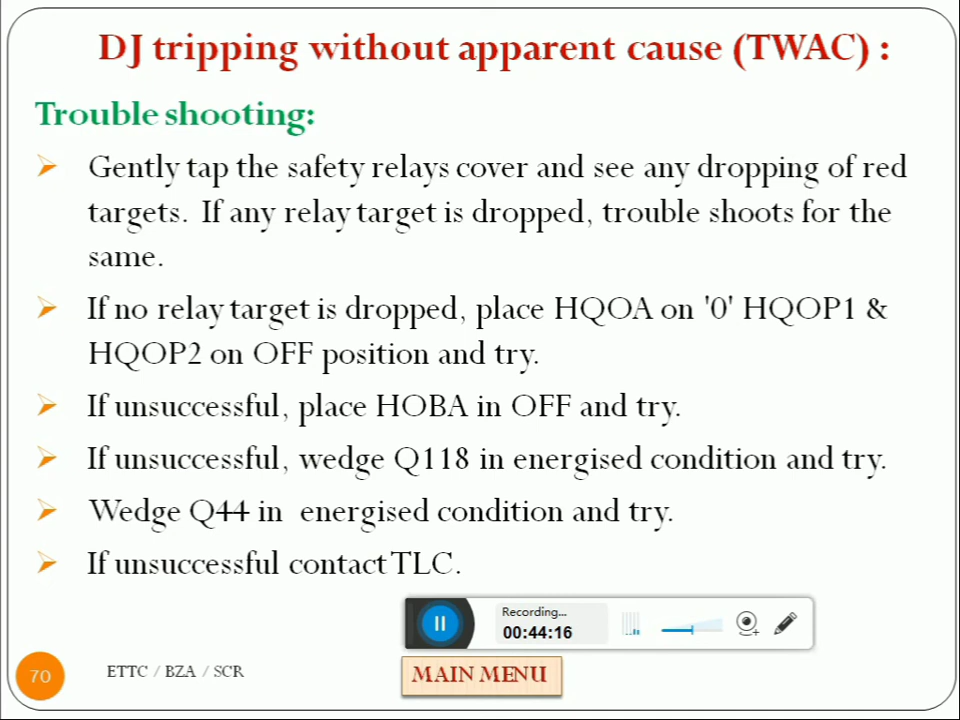 DJ tripping without apparent cause (TWAC) :
Trouble shooting:
Gently tap the safety relays cover and see any dropping of red
targets. If any relay target is dropped, trouble shoots for the
same.
If no relay target is dropped, place HQOA on '0' HQOP1 &
HQOP2 on OFF position and try.
If unsuccessful, place HOBA in OFF and try.
If unsuccessful, wedge Q118 in energised condition and try.
Wedge Q44 in energised condition and try.
If unsuccessful contact TLC.
Recording...
00:44:16
70
ETTC / BZA / SCR
MAIN MENU